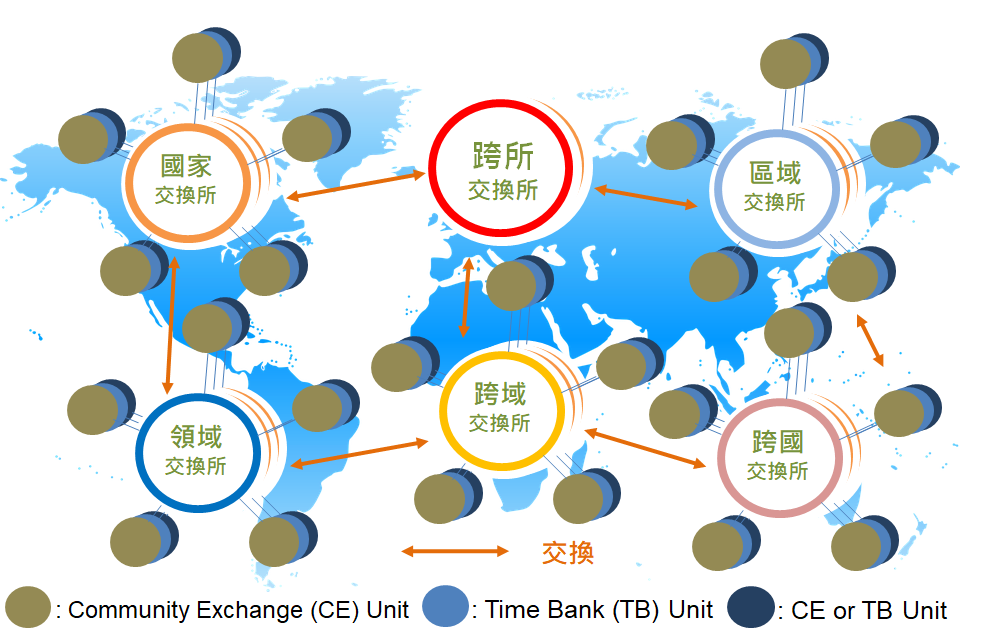 國家
交換所
跨所
交換所
區域
交換所
領域
交換所
跨域
交換所
跨國
交換所
交換
: Community Exchange (CE) Unit
: Time Bank (TB) Unit
: CE or TB Unit